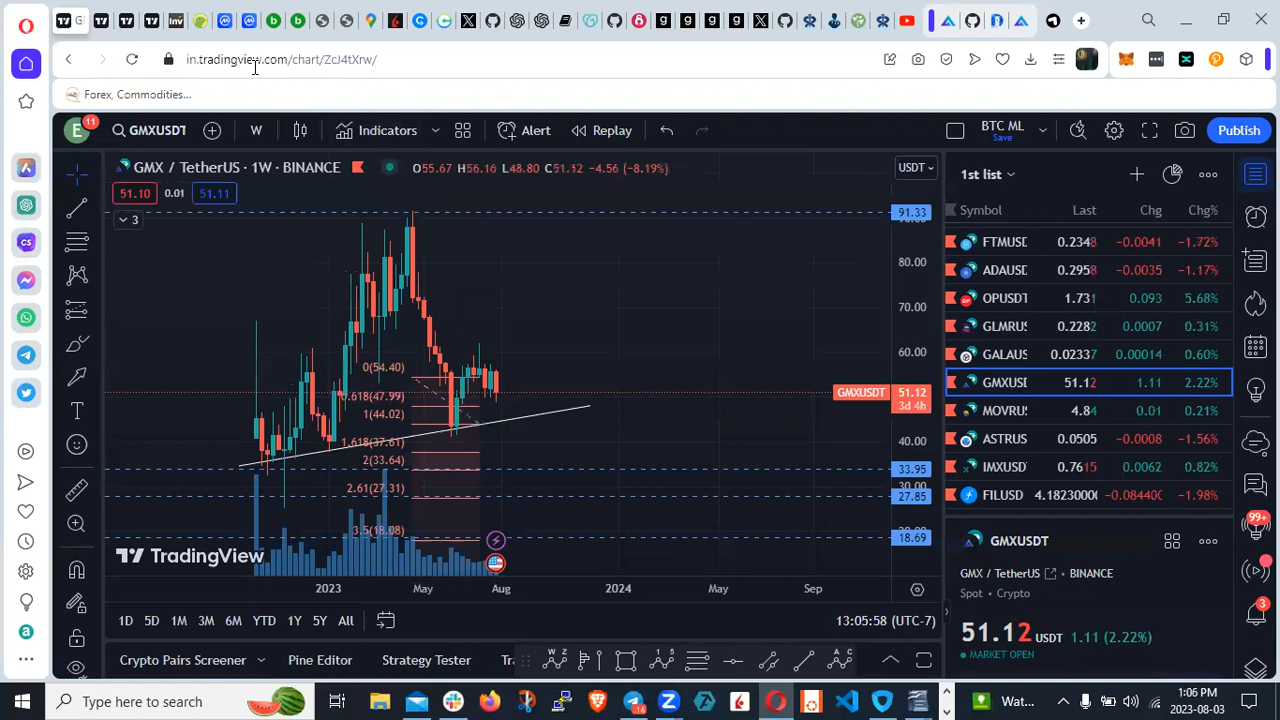 in.tradingview.com/chart/ZcJ4tXrw/
Forex, Commodities...
E
11
GMXUSDT
W
Indicators
Alert
Replay
BTC ML
Save
Publish
GMX / TetherUS · 1W · BINANCE
O55.67 H56.16 L48.80 C51.12 -4.56 (-8.19%)
USDT
51.10
0.01
51.11
3
91.33
80.00
70.00
60.00
GMXUSDT
51.12
3d 4h
40.00
33.95
30.00
27.85
18.69
0(54.40)
0.618(47.99)
1(44.02)
1.618(37.61)
2(33.64)
2.61(27.31)
3.5(18.08)
TradingView
2023
May
Aug
2024
May
Sep
1D
5D
1M
3M
6M
YTD
1Y
5Y
All
13:05:58 (UTC-7)
Crypto Pairs Screener
Pine Editor
Strategy Tester
Tra
1st list
Symbol
Last
Chg
Chg%
FTMUSD
0.2348
-0.0041
-1.72%
ADAUSD
0.2958
-0.0035
-1.17%
OPUSDT
1.731
0.093
5.68%
GLMRUS
0.2282
0.0007
0.31%
GALAUS
0.02337
0.00014
0.60%
GMXUSD
51.12
1.11
2.22%
MOVRUS
4.84
0.01
0.21%
ASTRUS
0.0505
-0.0008
-1.56%
IMXUSD
0.7615
0.0062
0.82%
FILUSD
4.18230000
-0.08440
-1.98%
GMXUSDT
GMX / TetherUS
BINANCE
Spot • Crypto
51.12 USDT 1.11 (2.22%)
MARKET OPEN
99+
3
Type here to search
16
Wat...
1:06 PM
2023-08-03